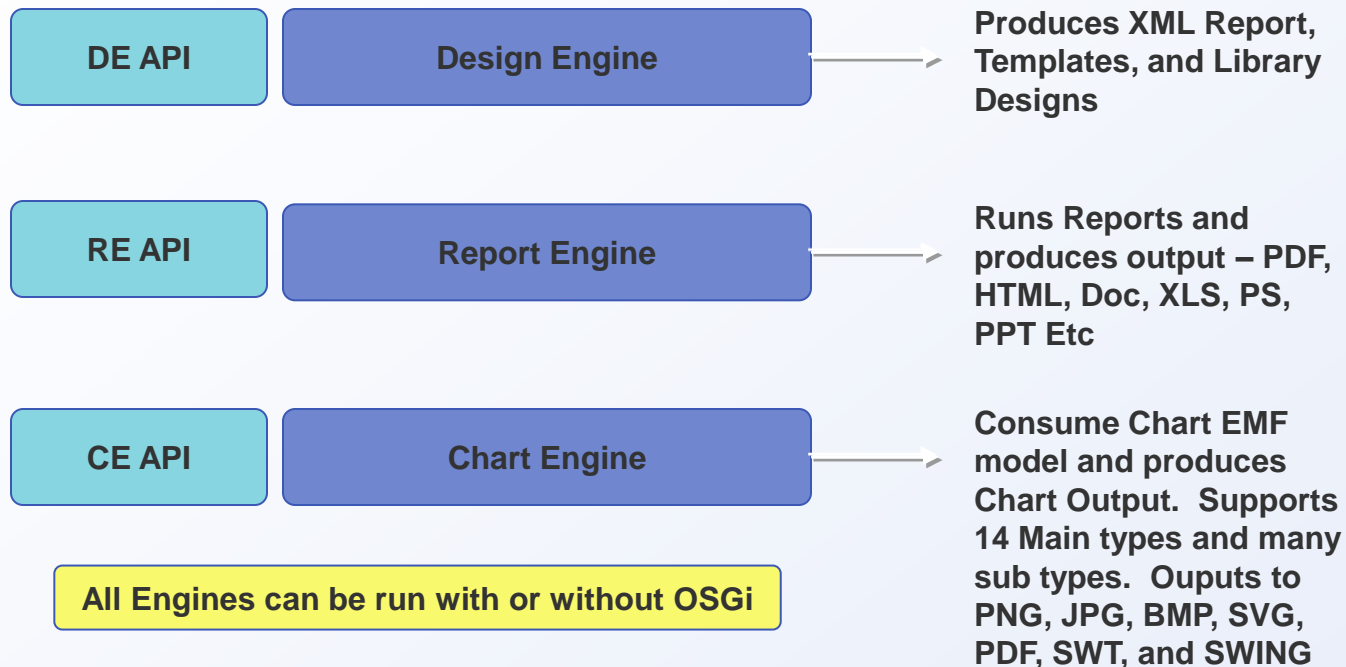 DE API
Design Engine
Produces XML Report,
Templates, and Library
Designs
RE API
Report Engine
Runs Reports and
produces output – PDF,
HTML, Doc, XLS, PS,
PPT Etc
CE API
Chart Engine
Consume Chart EMF
model and produces
Chart Output. Supports
14 Main types and many
sub types. Ouputs to
PNG, JPG, BMP, SVG,
PDF, SWT, and SWING
All Engines can be run with or without OSGi